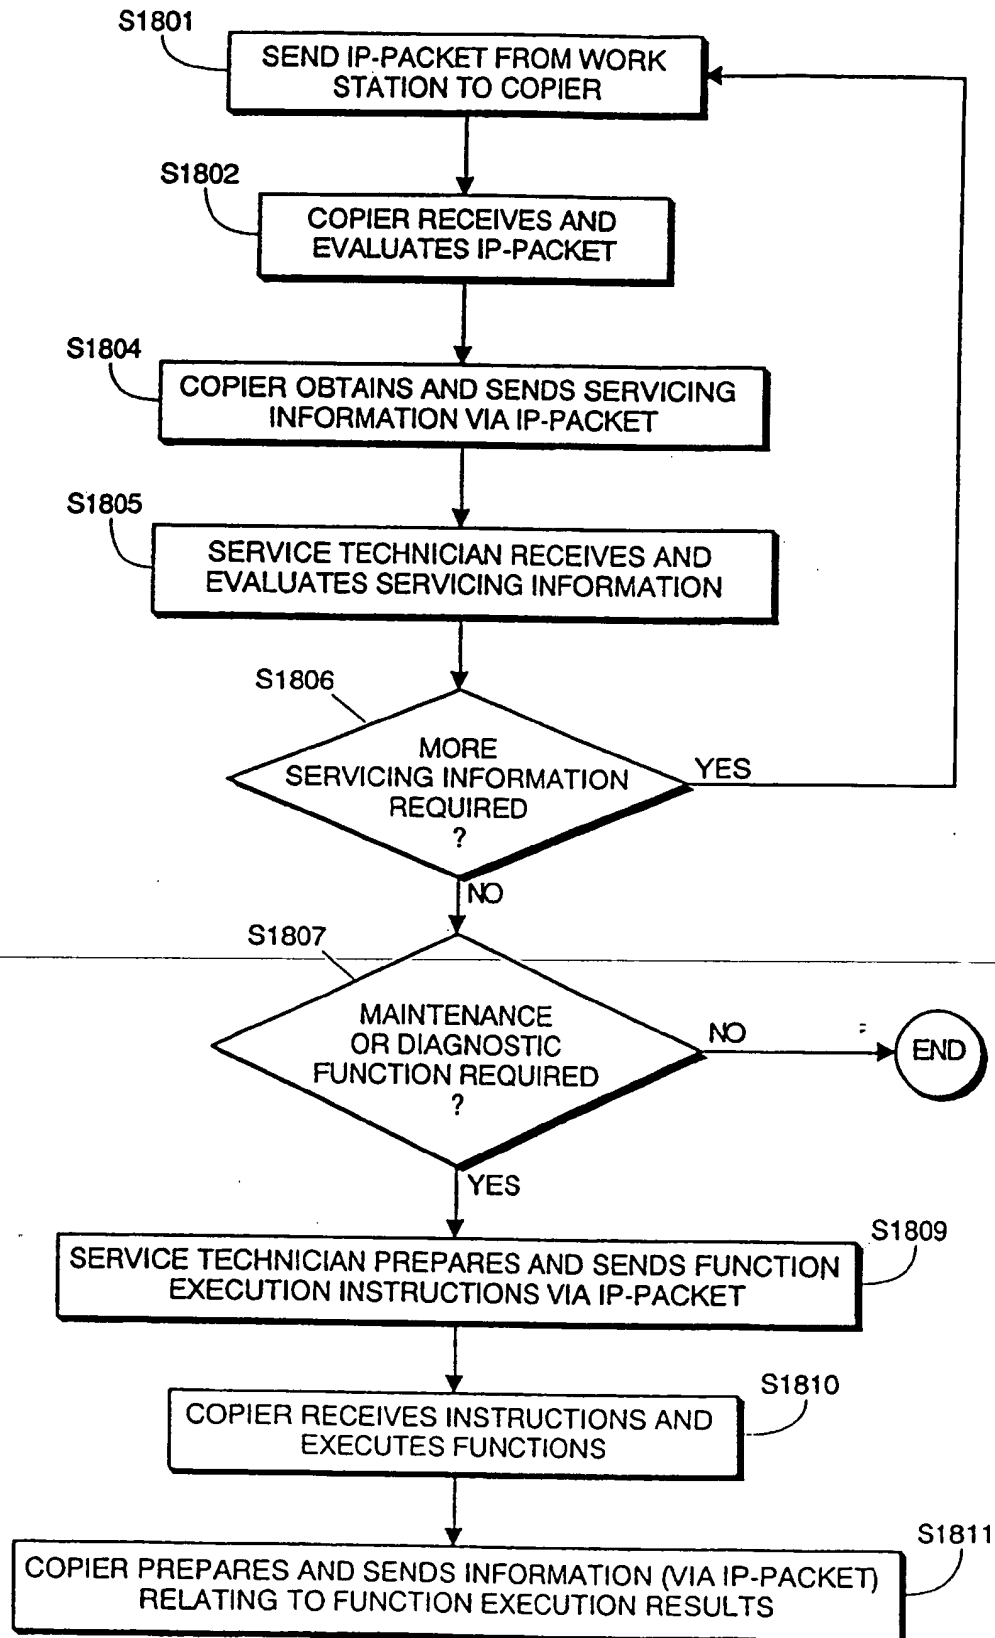 S1801
SEND IP-PACKET FROM WORK
STATION TO COPIER
S1802
COPIER RECEIVES AND
EVALUATES IP-PACKET
S1804
COPIER OBTAINS AND SENDS SERVICING
INFORMATION VIA IP-PACKET
S1805
SERVICE TECHNICIAN RECEIVES AND
EVALUATES SERVICING INFORMATION
S1806
MORE
SERVICING INFORMATION
REQUIRED
?
YES
NO
S1807
MAINTENANCE
OR DIAGNOSTIC
FUNCTION REQUIRED
?
NO
END
YES
S1809
SERVICE TECHNICIAN PREPARES AND SENDS FUNCTION
EXECUTION INSTRUCTIONS VIA IP-PACKET
S1810
COPIER RECEIVES INSTRUCTIONS AND
EXECUTES FUNCTIONS
S1811
COPIER PREPARES AND SENDS INFORMATION (VIA IP-PACKET)
RELATING TO FUNCTION EXECUTION RESULTS